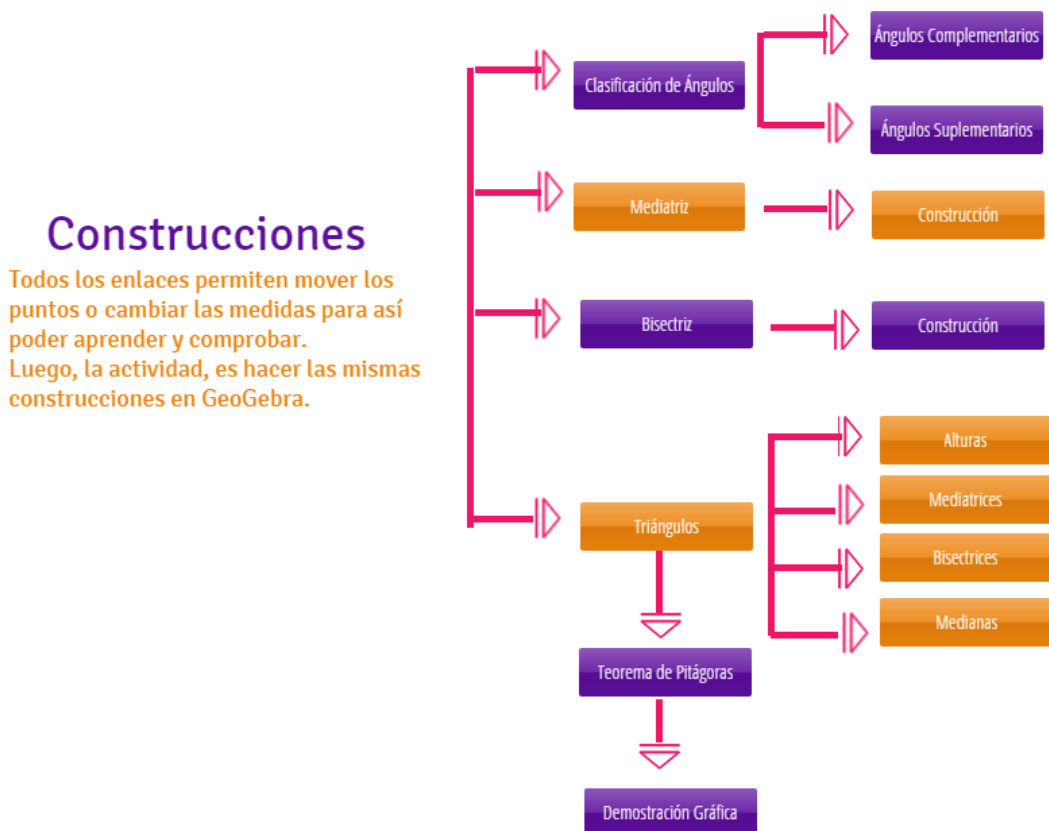 Construcciones
Todos los enlaces permiten mover los
puntos o cambiar las medidas para así
poder aprender y comprobar.
Luego, la actividad, es hacer las mismas
construcciones en GeoGebra.
Clasificación de Ángulos
Ángulos Complementarios
Ángulos Suplementarios
Mediatriz
Construcción
Bisectriz
Construcción
Triángulos
Alturas
Mediatrices
Bisectrices
Medianas
Teorema de Pitágoras
Demostración Gráfica